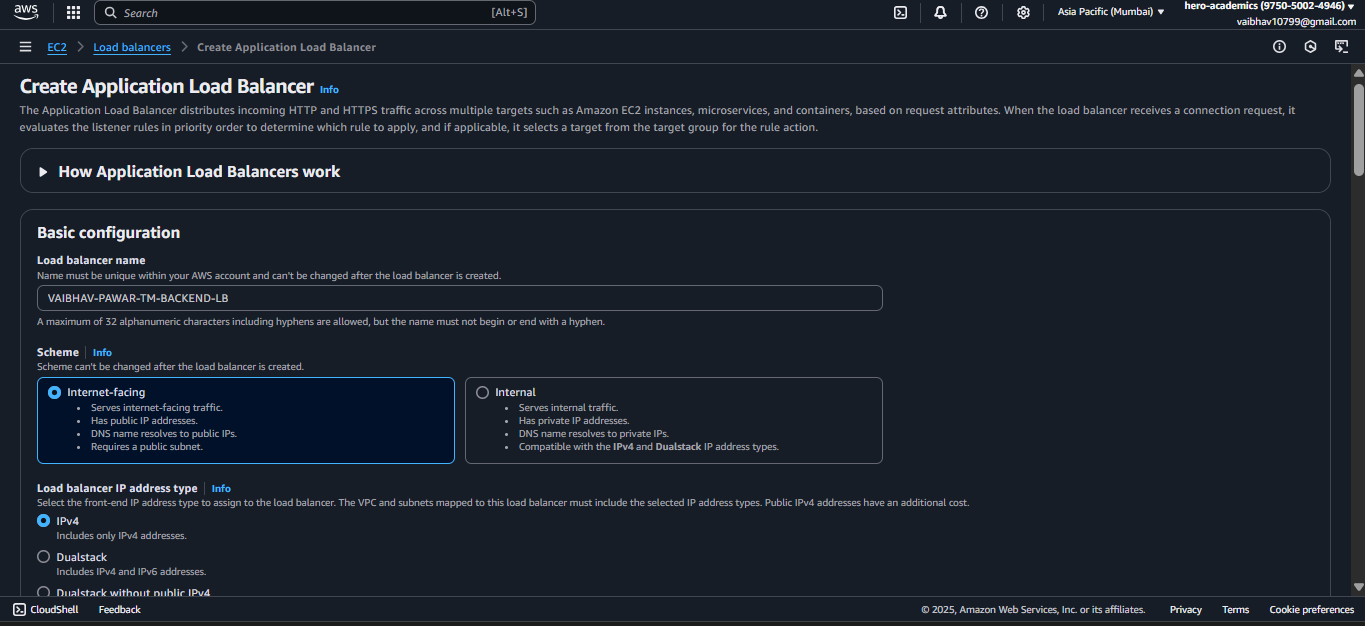 aws
Search [Alt+S]
Asia Pacific (Mumbai)
hero-academics (9750-5002-4946)
vaibhav10799@gmail.com
EC2 > Load balancers > Create Application Load Balancer
Create Application Load Balancer Info
The Application Load Balancer distributes incoming HTTP and HTTPS traffic across multiple targets such as Amazon EC2 instances, microservices, and containers, based on request attributes. When the load balancer receives a connection request, it
evaluates the listener rules in priority order to determine which rule to apply, and if applicable, it selects a target from the target group for the rule action.
How Application Load Balancers work
Basic configuration
Load balancer name
Name must be unique within your AWS account and can't be changed after the load balancer is created.
VAIBHAV-PAWAR-TM-BACKEND-LB
A maximum of 32 alphanumeric characters including hyphens are allowed, but the name must not begin or end with a hyphen.
Scheme Info
Scheme can't be changed after the load balancer is created.
Internet-facing
• Serves internet-facing traffic.
• Has public IP addresses.
• DNS name resolves to public IPs.
• Requires a public subnet.
Internal
• Serves internal traffic.
• Has private IP addresses.
• DNS name resolves to private IPs.
• Compatible with the IPv4 and Dualstack IP address types.
Load balancer IP address type Info
Select the front-end IP address type to assign to the load balancer. The VPC and subnets mapped to this load balancer must include the selected IP address types. Public IPv4 addresses have an additional cost.
IPv4
Includes only IPv4 addresses.
Dualstack
Includes IPv4 and IPv6 addresses.
Dualstack without public IPv4
CloudShell Feedback © 2025, Amazon Web Services, Inc. or its affiliates. Privacy Terms Cookie preferences